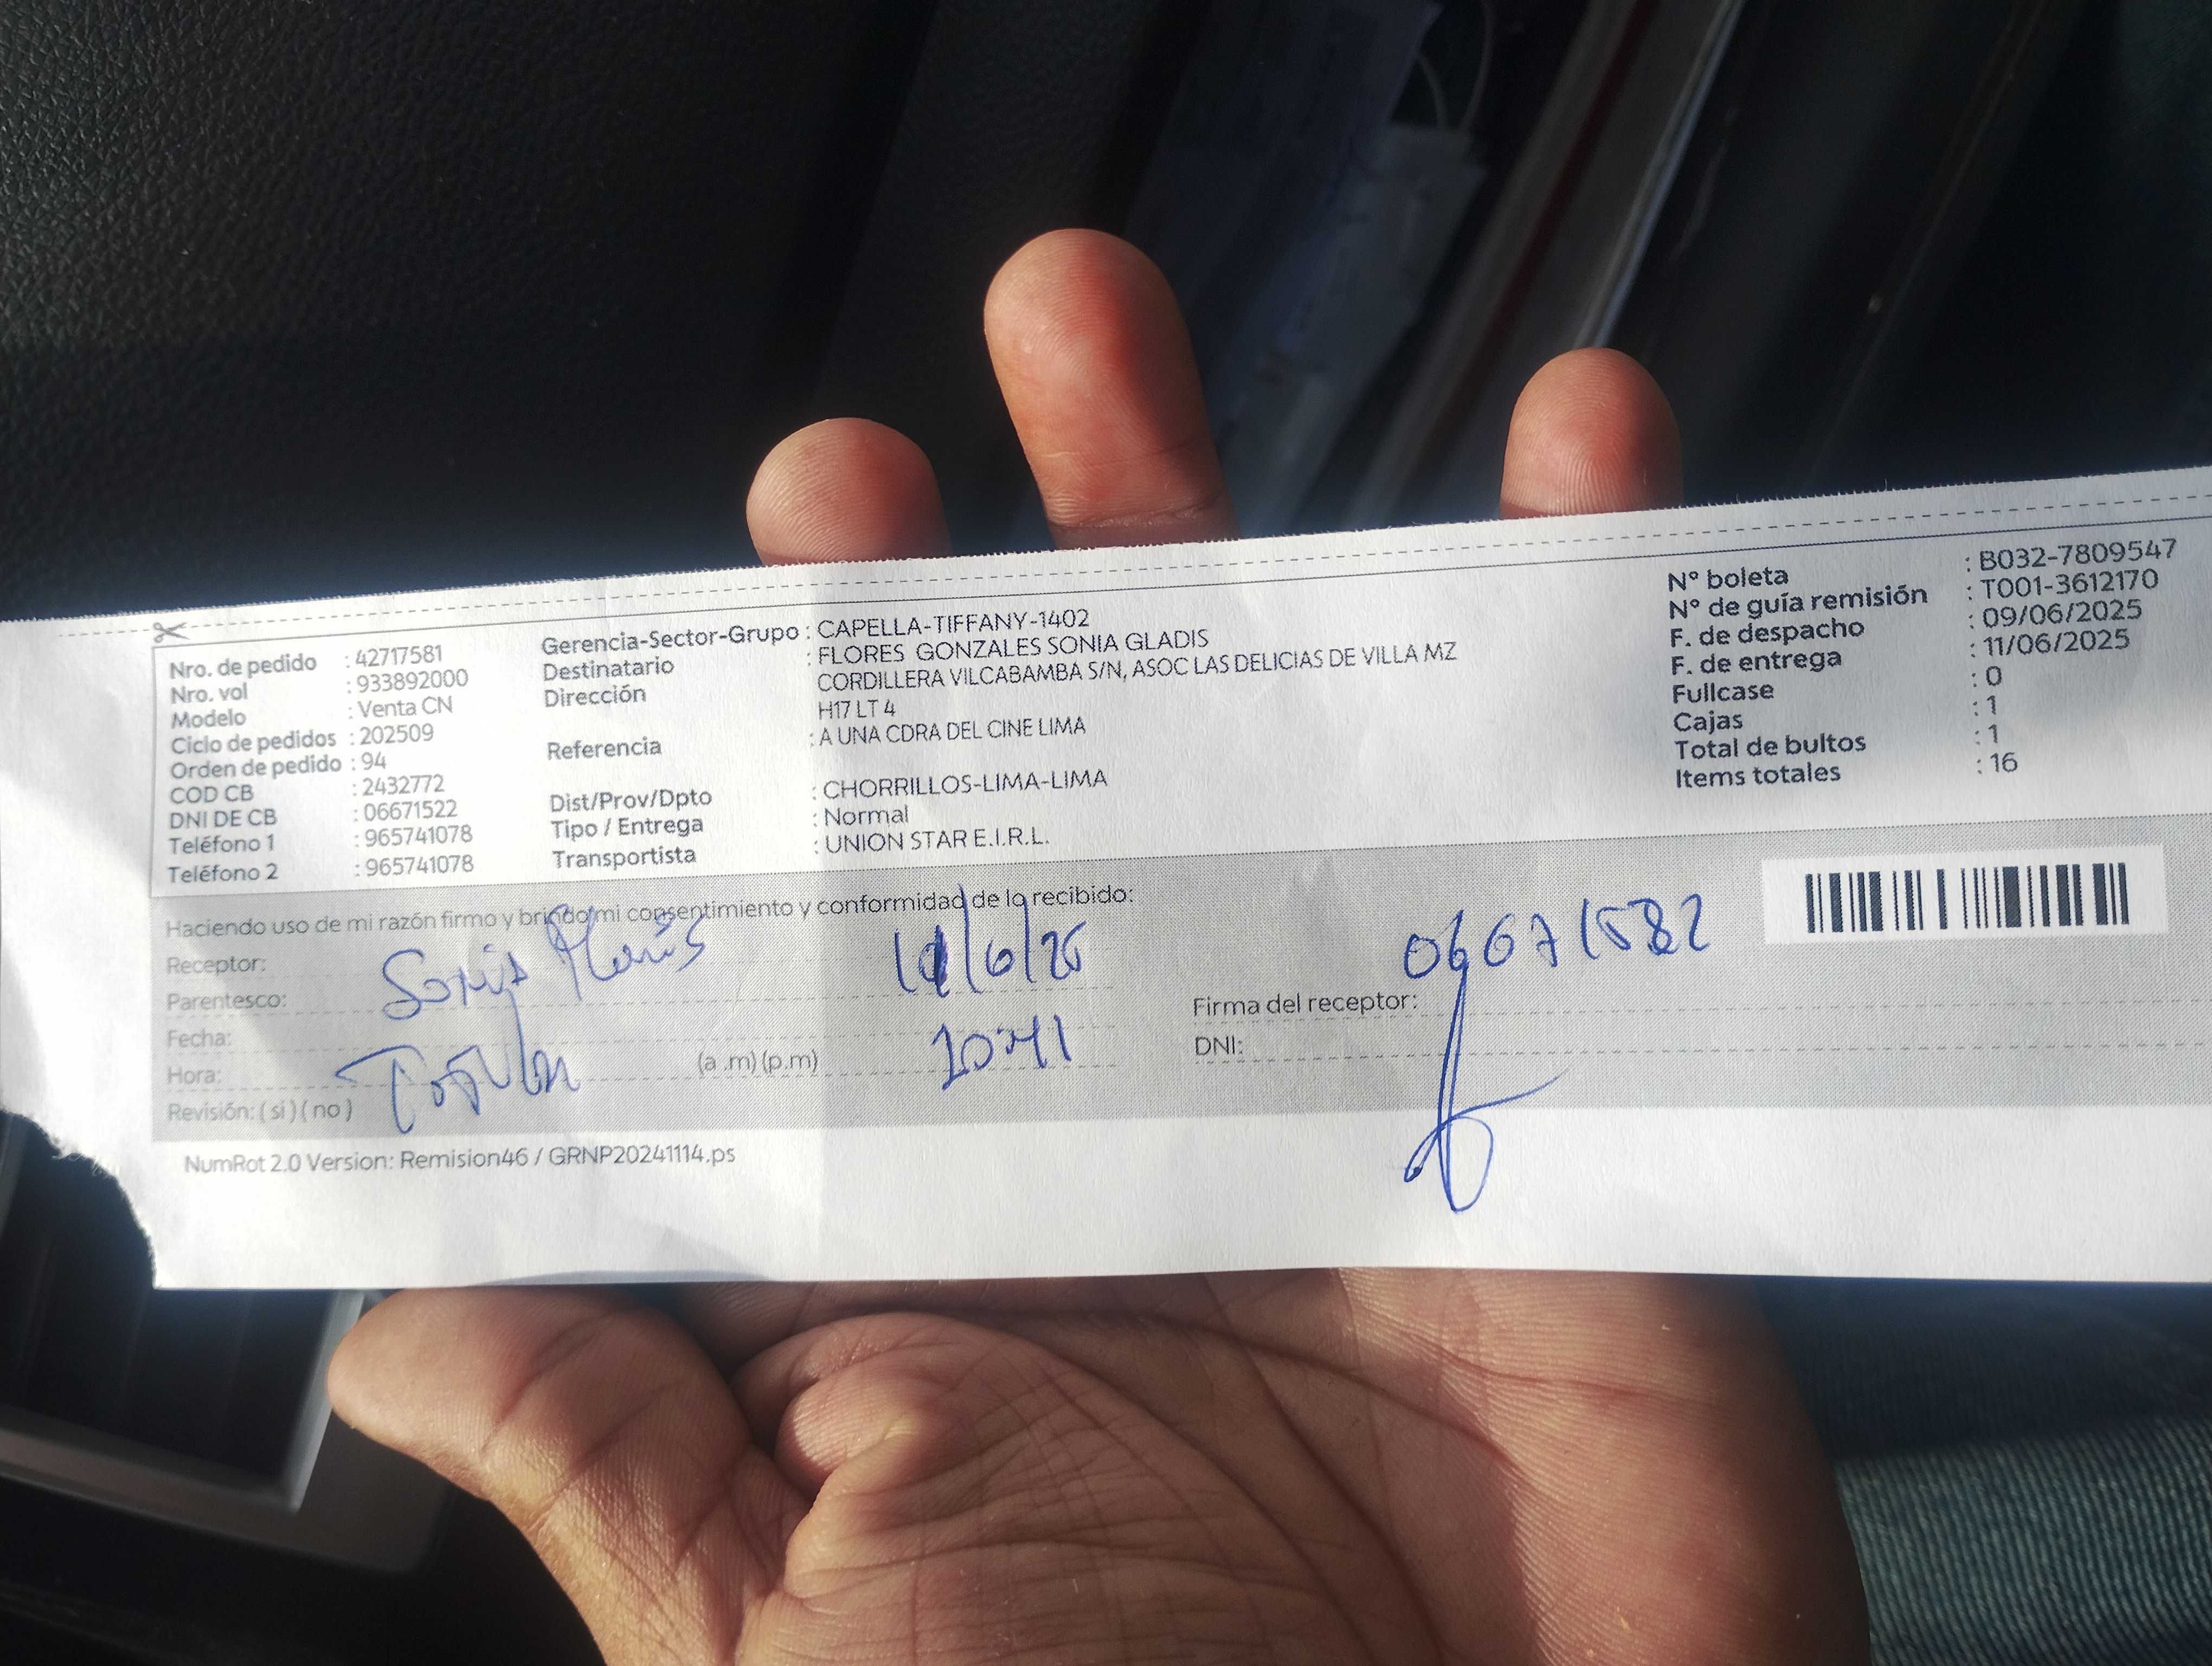 Nro. de pedido : 42717581
Nro. vol : 933892000
Modelo : Venta CN
Ciclo de pedidos : 202509
Orden de pedido : 94
COD CB : 2432772
DNI DE CB : 06671522
Teléfono 1 : 965741078
Teléfono 2 : 965741078
Gerencia-Sector-Grupo : CAPELLA-TIFFANY-1402
Destinatario : FLORES GONZALES SONIA GLADIS
Dirección CORDILLERA VILCABAMBA S/N, ASOC LAS DELICIAS DE VILLA MZ
H17 LT 4
Referencia : A UNA CDRA DEL CINE LIMA
Dist/Prov/Dpto : CHORRILLOS-LIMA-LIMA
Tipo / Entrega : Normal
Transportista : UNION STAR E.I.R.L.
N° boleta : B032-7809547
N° de guía remisión : T001-3612170
F. de despacho : 09/06/2025
F. de entrega : 11/06/2025
Fullcase : 0
Cajas : 1
Total de bultos : 1
Items totales : 16
Haciendo uso de mi razón firmo y brindo mi consentimiento y conformidad de lo recibido:
Receptor:
Parentesco:
Fecha:
Hora: (a .m) (p.m) 10:41
Revisión: ( si ) ( no )
Firma del receptor:
DNI:
NumRot 2.0 Version: Remision46 / GRNP20241114.ps